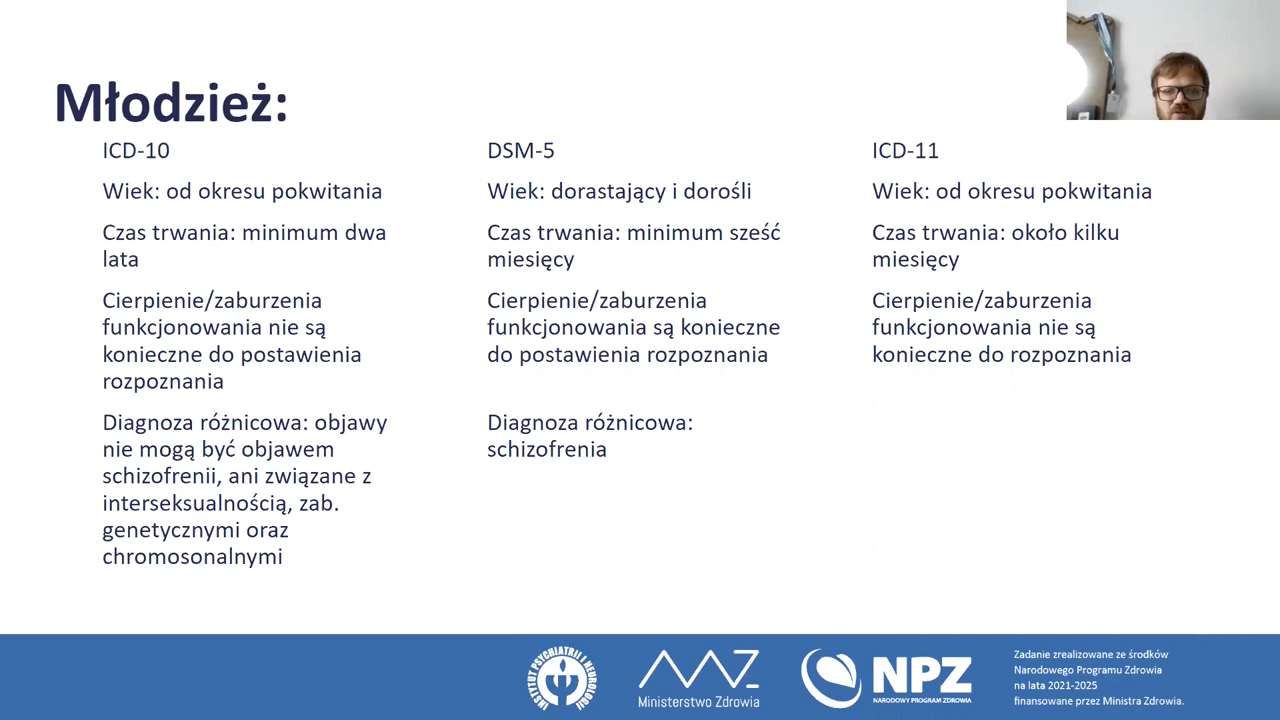 Młodzież:
ICD-10
Wiek: od okresu pokwitania
Czas trwania: minimum dwa
lata
Cierpienie/zaburzenia
funkcjonowania nie są
konieczne do postawienia
rozpoznania
Diagnoza różnicowa: objawy
nie mogą być objawem
schizofrenii, ani związane z
interseksualnością, zab.
genetycznymi oraz
chromosonalnymi
DSM-5
Wiek: dorastający i dorośli
Czas trwania: minimum sześć
miesięcy
Cierpienie/zaburzenia
funkcjonowania są konieczne
do postawienia rozpoznania
Diagnoza różnicowa:
schizofrenia
ICD-11
Wiek: od okresu pokwitania
Czas trwania: około kilku
miesięcy
Cierpienie/zaburzenia
funkcjonowania nie są
konieczne do rozpoznania
INSTYTUT PSYCHIATRII I NEUROLOGII
Ministerstwo Zdrowia
NPZ
NARODOWY PROGRAM ZDROWIA
Zadanie zrealizowane ze środków
Narodowego Programu Zdrowia
na lata 2021-2025
finansowane przez Ministra Zdrowia.